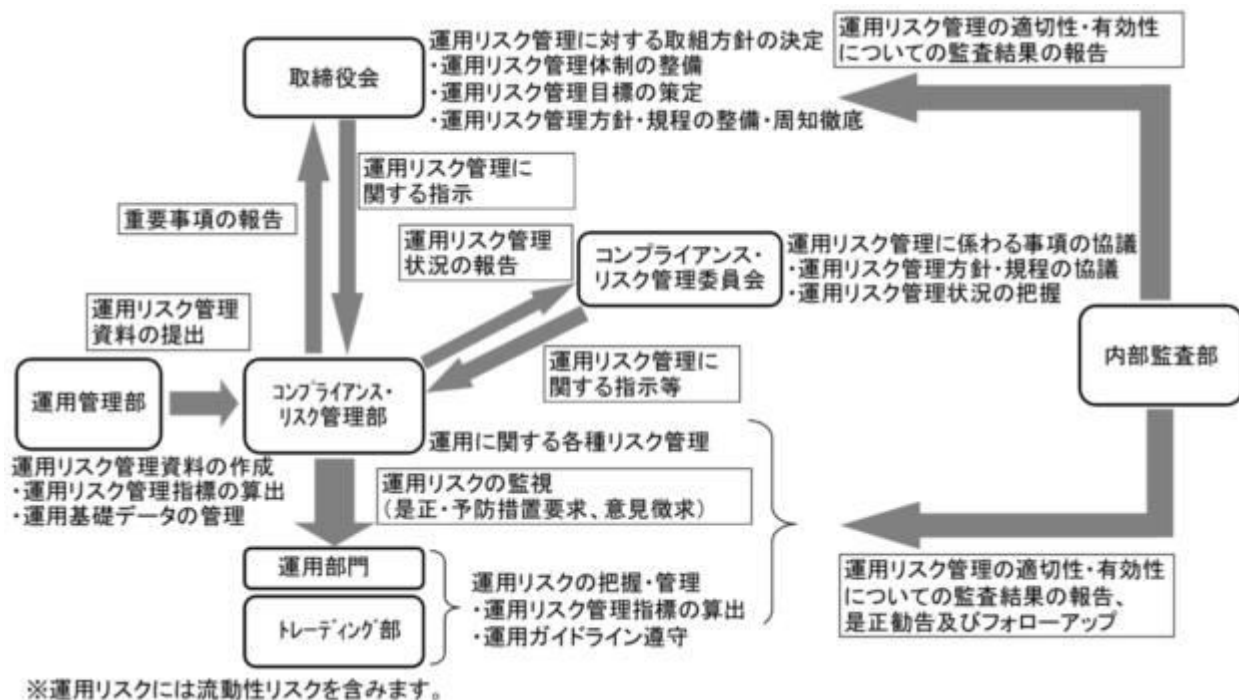 取締役会
運用リスク管理に対する取組方針の決定
・運用リスク管理体制の整備
・運用リスク管理目標の策定
・運用リスク管理方針・規程の整備・周知徹底
運用リスク管理の適切性・有効性
についての監査結果の報告
運用リスク管理に
関する指示
重要事項の報告
運用リスク管理
状況の報告
コンプライアンス・
リスク管理委員会
運用リスク管理に係わる事項の協議
・運用リスク管理方針・規程の協議
・運用リスク管理状況の把握
運用リスク管理
資料の提出
運用リスク管理に
関する指示等
内部監査部
運用管理部
コンプライアンス・
リスク管理部
運用に関する各種リスク管理
運用リスク管理資料の作成
・運用リスク管理指標の算出
・運用基礎データの管理
運用リスクの監視
(是正・予防措置要求、意見徴求)
運用部門
トレーディング部
運用リスクの把握・管理
・運用リスク管理指標の算出
・運用ガイドライン遵守
運用リスク管理の適切性・有効性
についての監査結果の報告、
是正勧告及びフォローアップ
※運用リスクには流動性リスクを含みます。